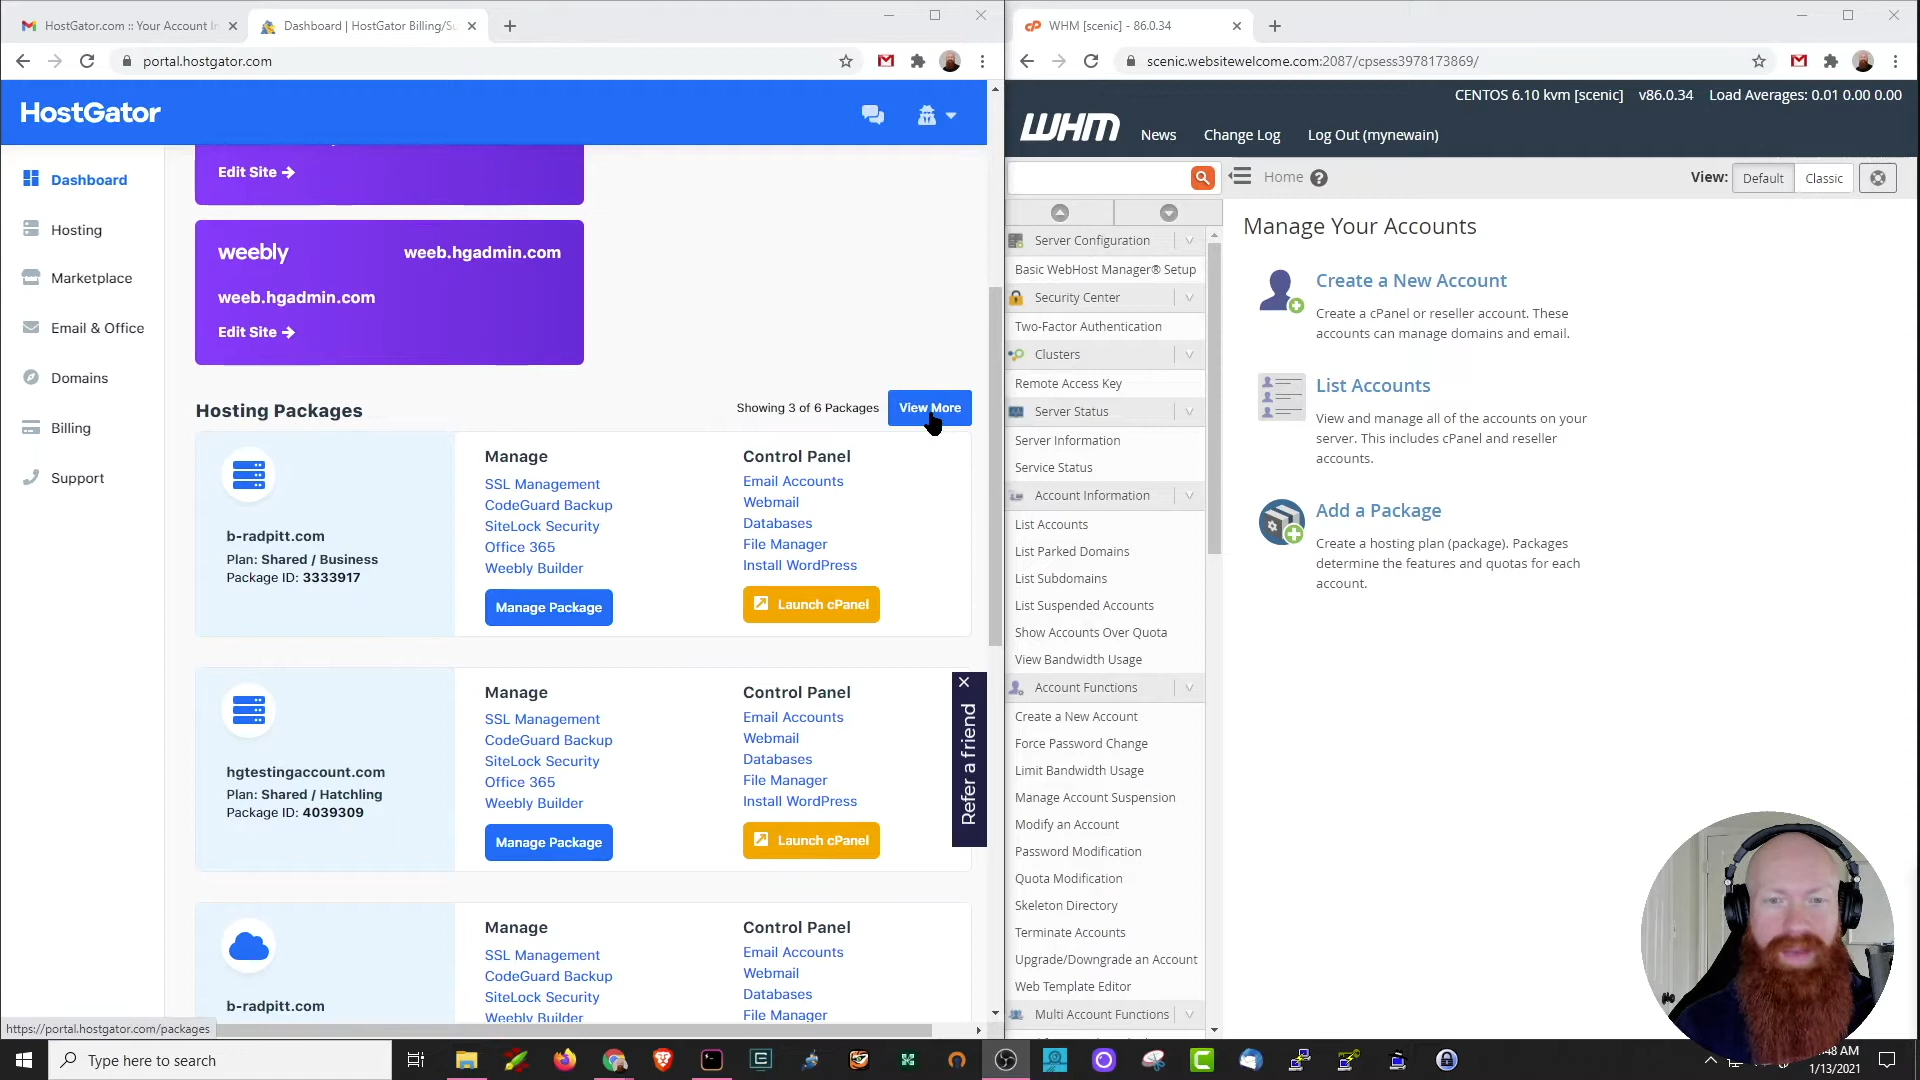 HostGator.com :: Your Account In
Dashboard | HostGator Billing/Su
portal.hostgator.com
HostGator
Dashboard
Hosting
Marketplace
Email & Office
Domains
Billing
Support
Edit Site →
weebly
weeb.hgadmin.com
weeb.hgadmin.com
Edit Site →
Hosting Packages
Showing 3 of 6 Packages
View More
b-radpitt.com
Plan: Shared / Business
Package ID: 3333917
Manage
SSL Management
CodeGuard Backup
SiteLock Security
Office 365
Weebly Builder
Manage Package
Control Panel
Email Accounts
Webmail
Databases
File Manager
Install WordPress
Launch cPanel
hgtestingaccount.com
Plan: Shared / Hatchling
Package ID: 4039309
Manage
SSL Management
CodeGuard Backup
SiteLock Security
Office 365
Weebly Builder
Manage Package
Control Panel
Email Accounts
Webmail
Databases
File Manager
Install WordPress
Launch cPanel
Refer a friend
b-radpitt.com
Manage
SSL Management
CodeGuard Backup
SiteLock Security
Weebly Builder
Control Panel
Email Accounts
Webmail
Databases
File Manager
https://portal.hostgator.com/packages
WHM [scenic] - 86.0.34
scenic.websitewelcome.com:2087/cpsess3978173869/
CENTOS 6.10 kvm [scenic] v86.0.34 Load Averages: 0.01 0.00 0.00
WHM
News
Change Log
Log Out (mynewain)
Home
View:
Default
Classic
Server Configuration
Basic WebHost Manager® Setup
Security Center
Two-Factor Authentication
Clusters
Remote Access Key
Server Status
Server Information
Service Status
Account Information
List Accounts
List Parked Domains
List Subdomains
List Suspended Accounts
Show Accounts Over Quota
View Bandwidth Usage
Account Functions
Create a New Account
Force Password Change
Limit Bandwidth Usage
Manage Account Suspension
Modify an Account
Password Modification
Quota Modification
Skeleton Directory
Terminate Accounts
Upgrade/Downgrade an Account
Web Template Editor
Multi Account Functions
Manage Your Accounts
Create a New Account
Create a cPanel or reseller account. These
accounts can manage domains and email.
List Accounts
View and manage all of the accounts on your
server. This includes cPanel and reseller
accounts.
Add a Package
Create a hosting plan (package). Packages
determine the features and quotas for each
account.
Type here to search
:48 AM
1/13/2021